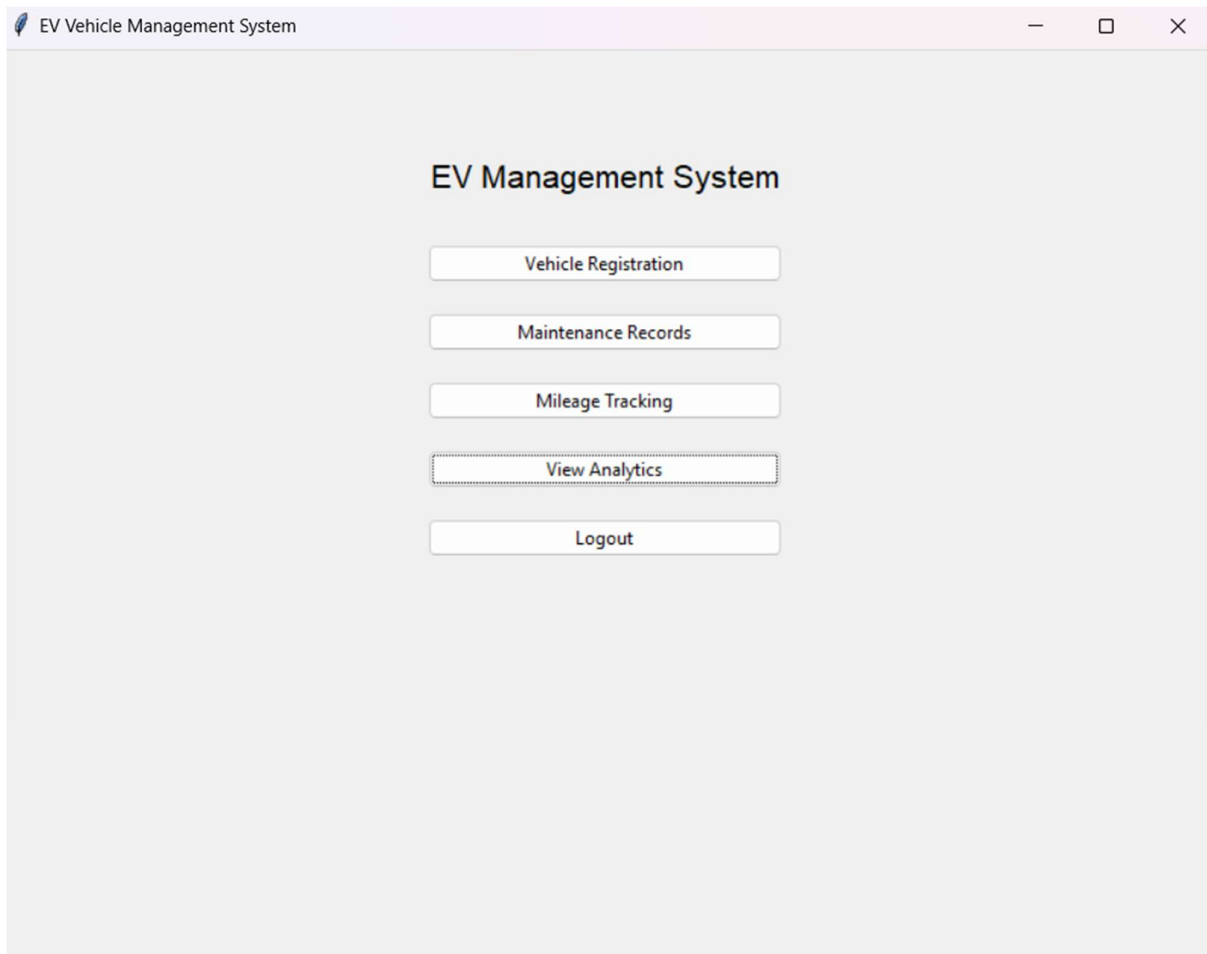 EV Vehicle Management System
EV Management System
Vehicle Registration
Maintenance Records
Mileage Tracking
View Analytics
Logout